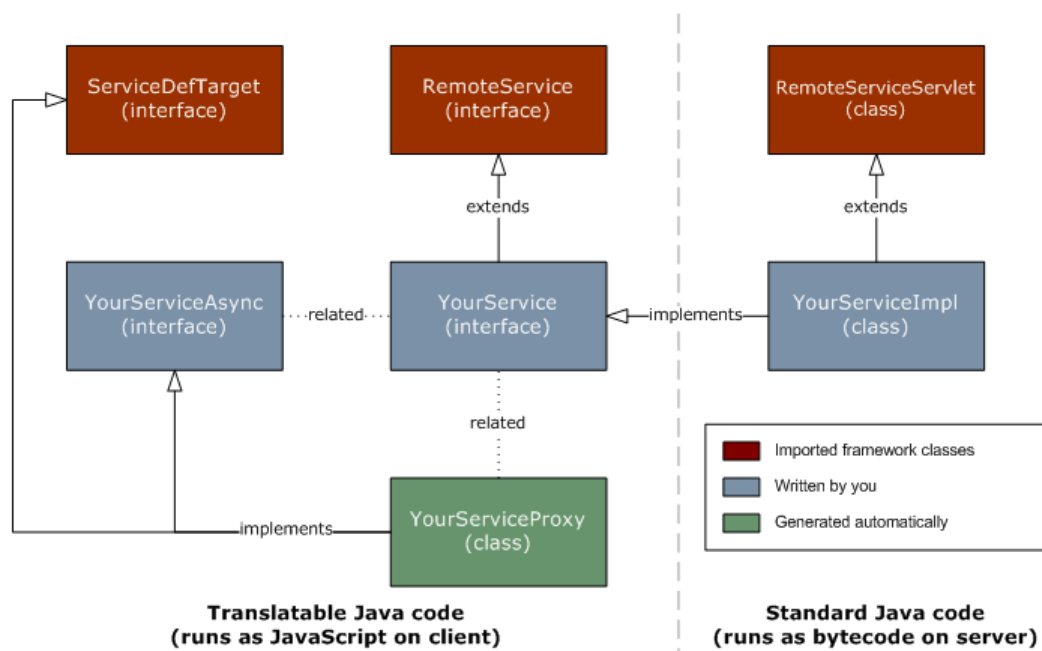 ServiceDefTarget
(interface)
RemoteService
(interface)
RemoteServiceServlet
(class)
extends
extends
YourServiceAsync
(interface)
related
YourService
(interface)
implements
YourServiceImpl
(class)
related
Imported framework classes
Written by you
Generated automatically
implements
YourServiceProxy
(class)
Translatable Java code
(runs as JavaScript on client)
Standard Java code
(runs as bytecode on server)